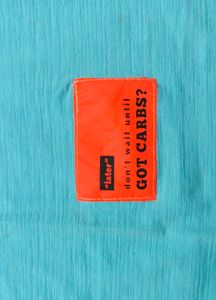 "later"
don't wait until
GOT CARBS?